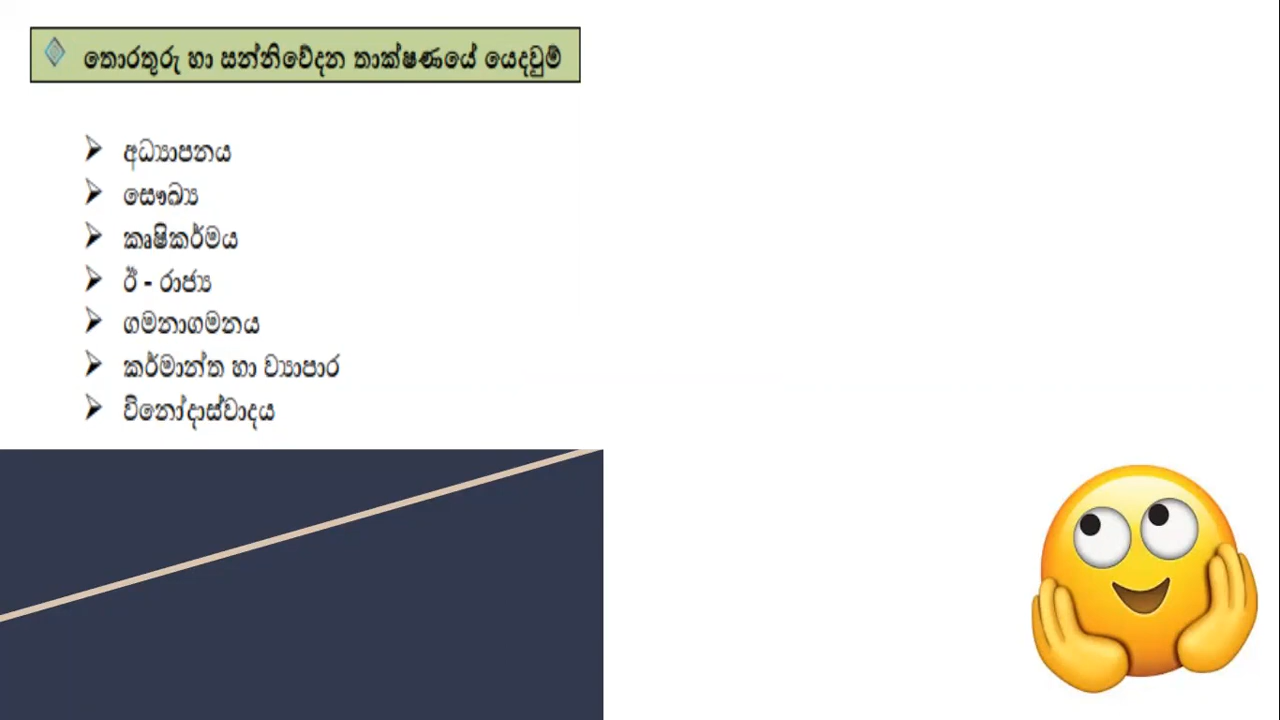 තොරතුරු හා සන්නිවේදන තාක්ෂණයේ යෙදවුම්
අධ්‍යාපනය
සෞඛ්‍ය
කෘෂිකර්මය
ඊ - රාජ්‍ය
ගමනාගමනය
කර්මාන්ත හා ව්‍යාපාර
විනෝදාස්වාදය